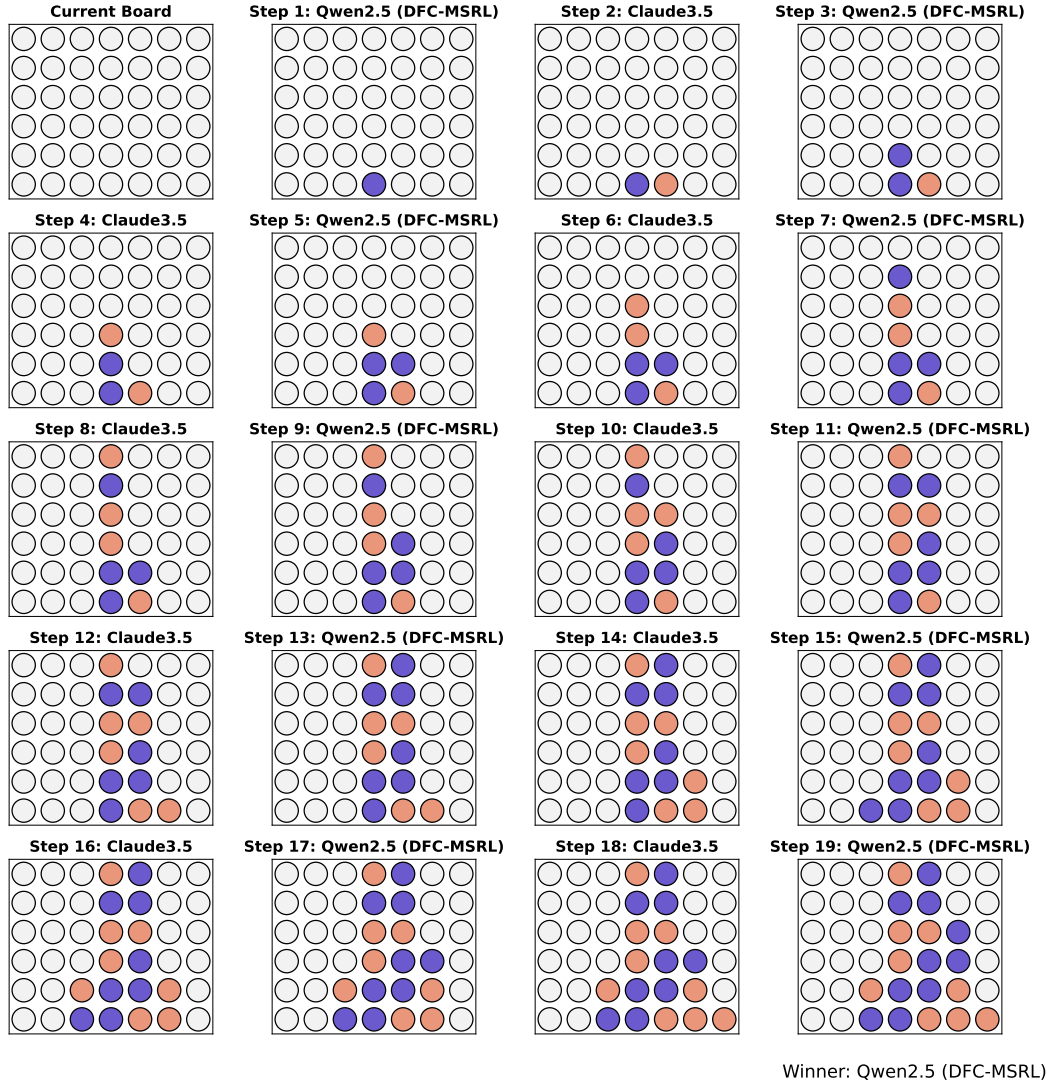 Current Board
Step 1: Qwen2.5 (DFC-MSRL)
Step 2: Claude3.5
Step 3: Qwen2.5 (DFC-MSRL)
Step 4: Claude3.5
Step 5: Qwen2.5 (DFC-MSRL)
Step 6: Claude3.5
Step 7: Qwen2.5 (DFC-MSRL)
Step 8: Claude3.5
Step 9: Qwen2.5 (DFC-MSRL)
Step 10: Claude3.5
Step 11: Qwen2.5 (DFC-MSRL)
Step 12: Claude3.5
Step 13: Qwen2.5 (DFC-MSRL)
Step 14: Claude3.5
Step 15: Qwen2.5 (DFC-MSRL)
Step 16: Claude3.5
Step 17: Qwen2.5 (DFC-MSRL)
Step 18: Claude3.5
Step 19: Qwen2.5 (DFC-MSRL)
Winner: Qwen2.5 (DFC-MSRL)